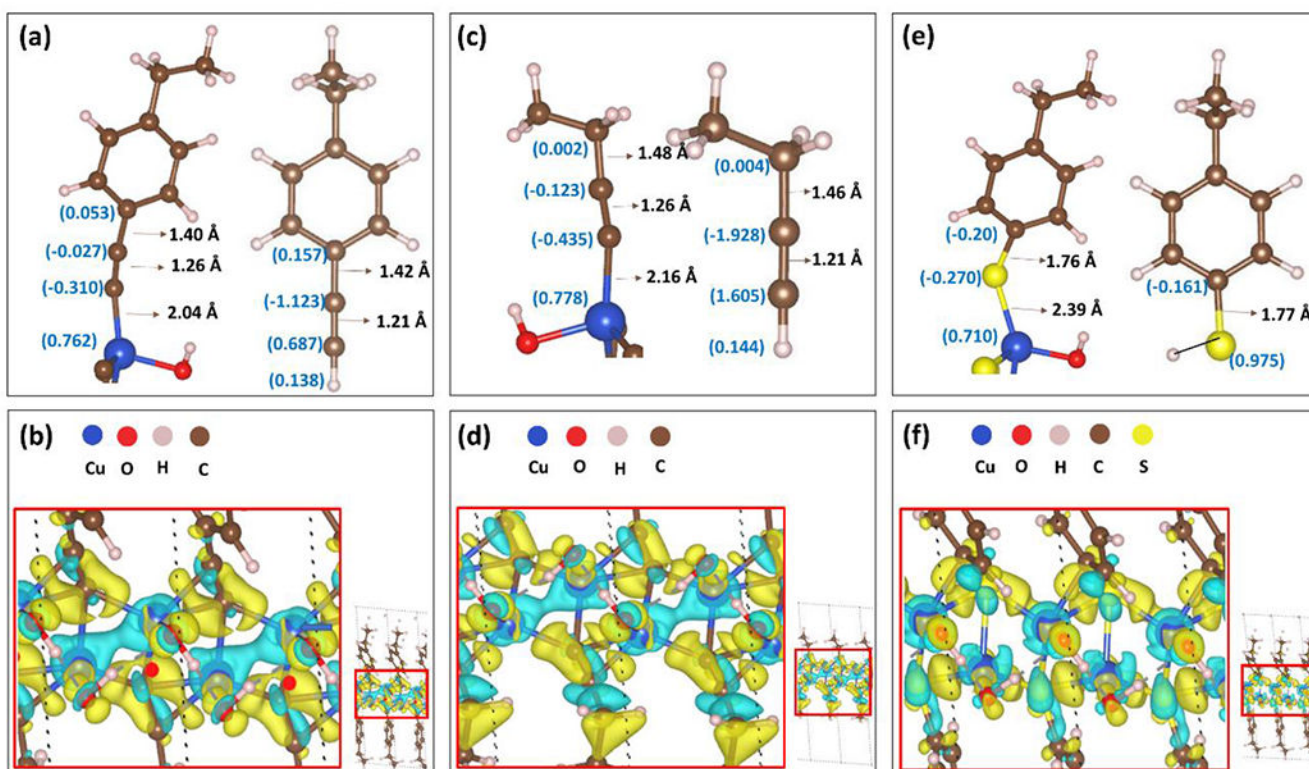 (a)
(0.053)
1.40 Å
(-0.027)
1.26 Å
(-0.310)
2.04 Å
(0.762)
(0.157)
1.42 Å
(-1.123)
1.21 Å
(0.687)
(0.138)
(c)
(0.002)
1.48 Å
(-0.123)
1.26 Å
(-0.435)
2.16 Å
(0.778)
(0.004)
1.46 Å
(-1.928)
1.21 Å
(1.605)
(0.144)
(e)
(-0.20)
1.76 Å
(-0.270)
2.39 Å
(0.710)
(-0.161)
1.77 Å
(0.975)
(b)
Cu O H C
(d)
Cu O H C
(f)
Cu O H C S